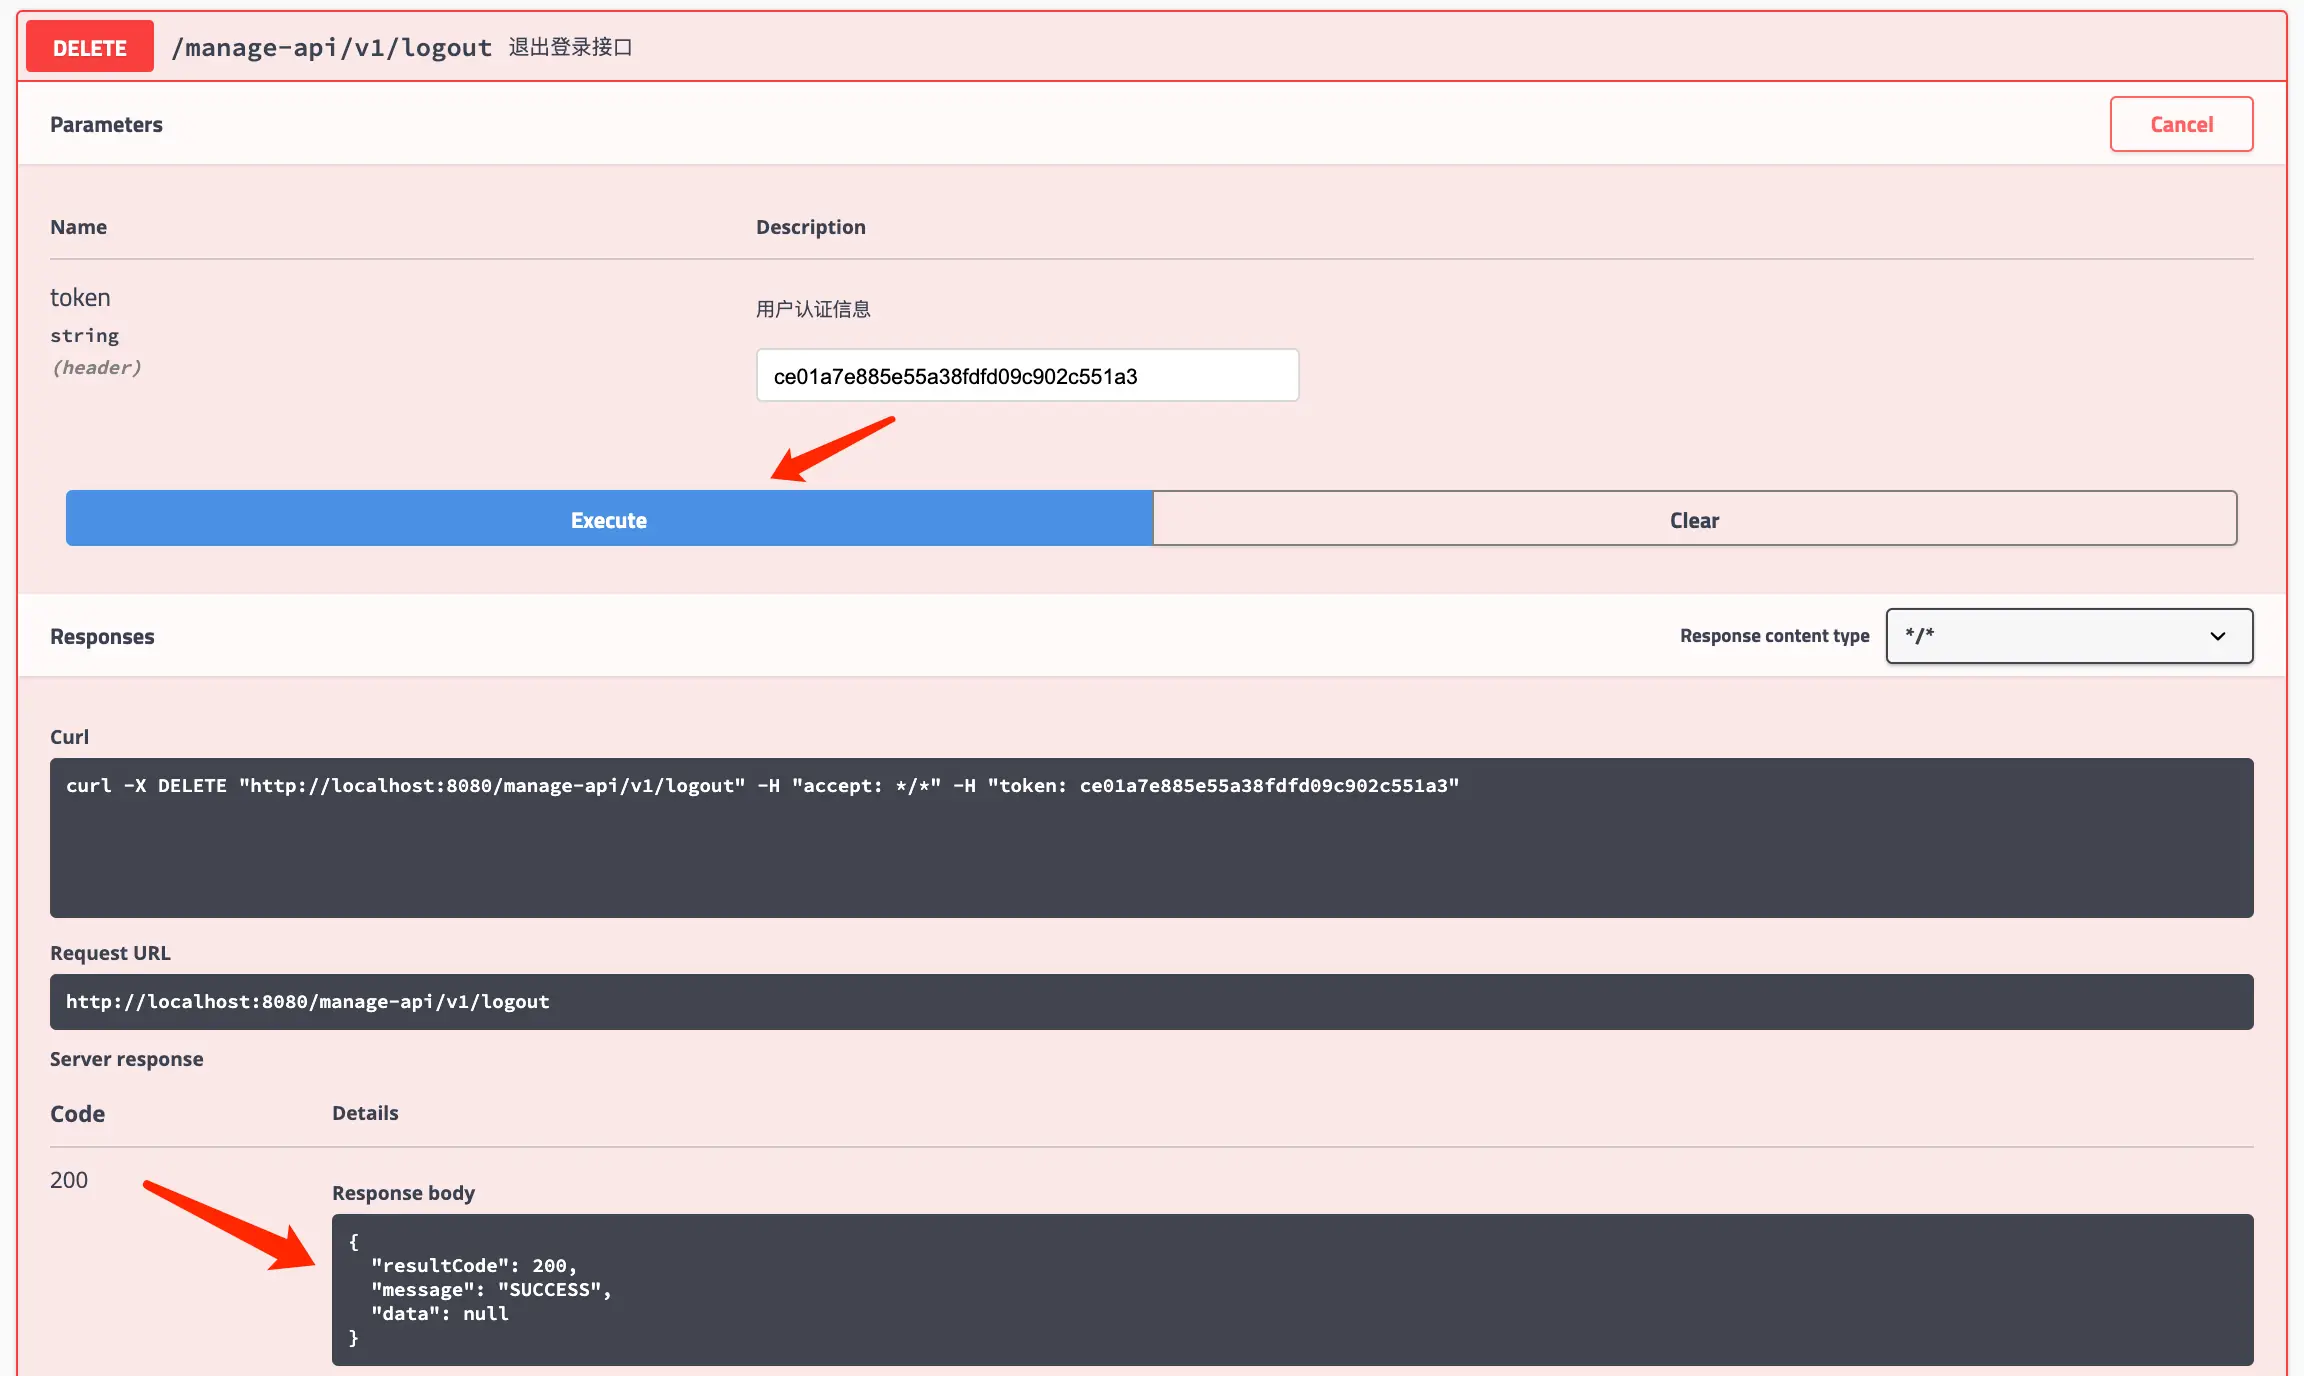 DELETE /manage-api/v1/logout 退出登录接口
Parameters
Cancel
Name Description
token
string
(header)
用户认证信息
ce01a7e885e55a38fdfd09c902c551a3
Execute Clear
Responses
Response content type */*
Curl
curl -X DELETE "http://localhost:8080/manage-api/v1/logout" -H "accept: */*" -H "token: ce01a7e885e55a38fdfd09c902c551a3"
Request URL
http://localhost:8080/manage-api/v1/logout
Server response
Code Details
200
Response body
{
  "resultCode": 200,
  "message": "SUCCESS",
  "data": null
}